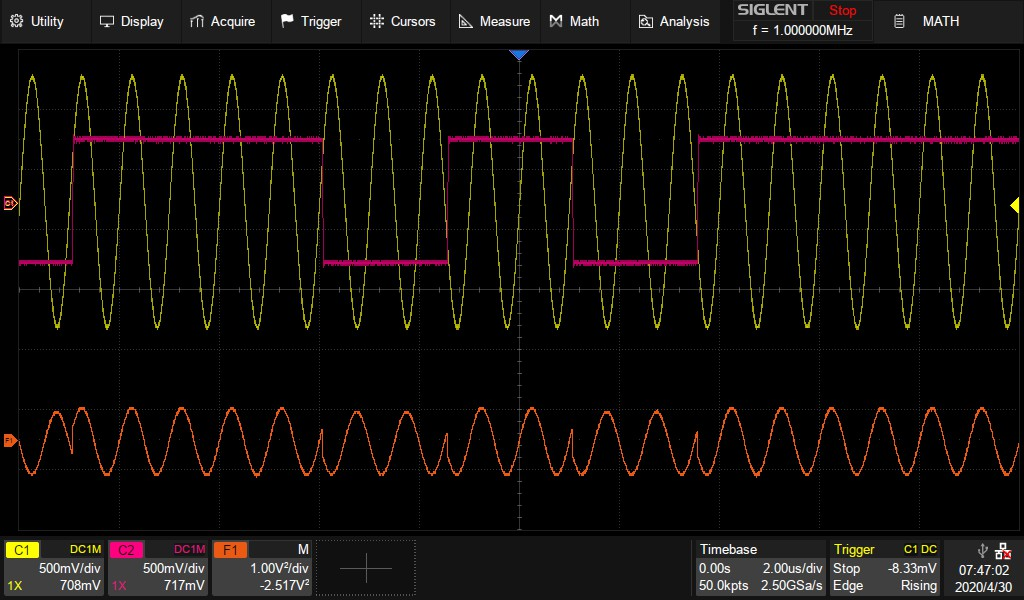 Utility Display Acquire Trigger Cursors Measure Math Analysis SIGLENT Stop MATH
f = 1.000000MHz
C1
F1
C1 DC1M C2 DC1M F1 M Timebase Trigger C1 DC
500mV/div 500mV/div 1.00V²/div 0.00s 2.00us/div Stop -8.33mV
1X 708mV 1X 717mV -2.517V² 50.0kpts 2.50GSa/s Edge Rising
07:47:02
2020/4/30